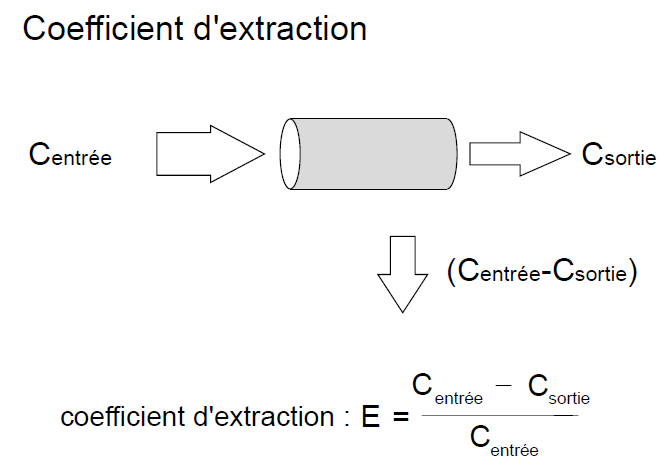 Coefficient d'extraction
Centrée
Csortie
(Centrée-Csortie)
coefficient d'extraction : E = (Centrée − Csortie) / Centrée